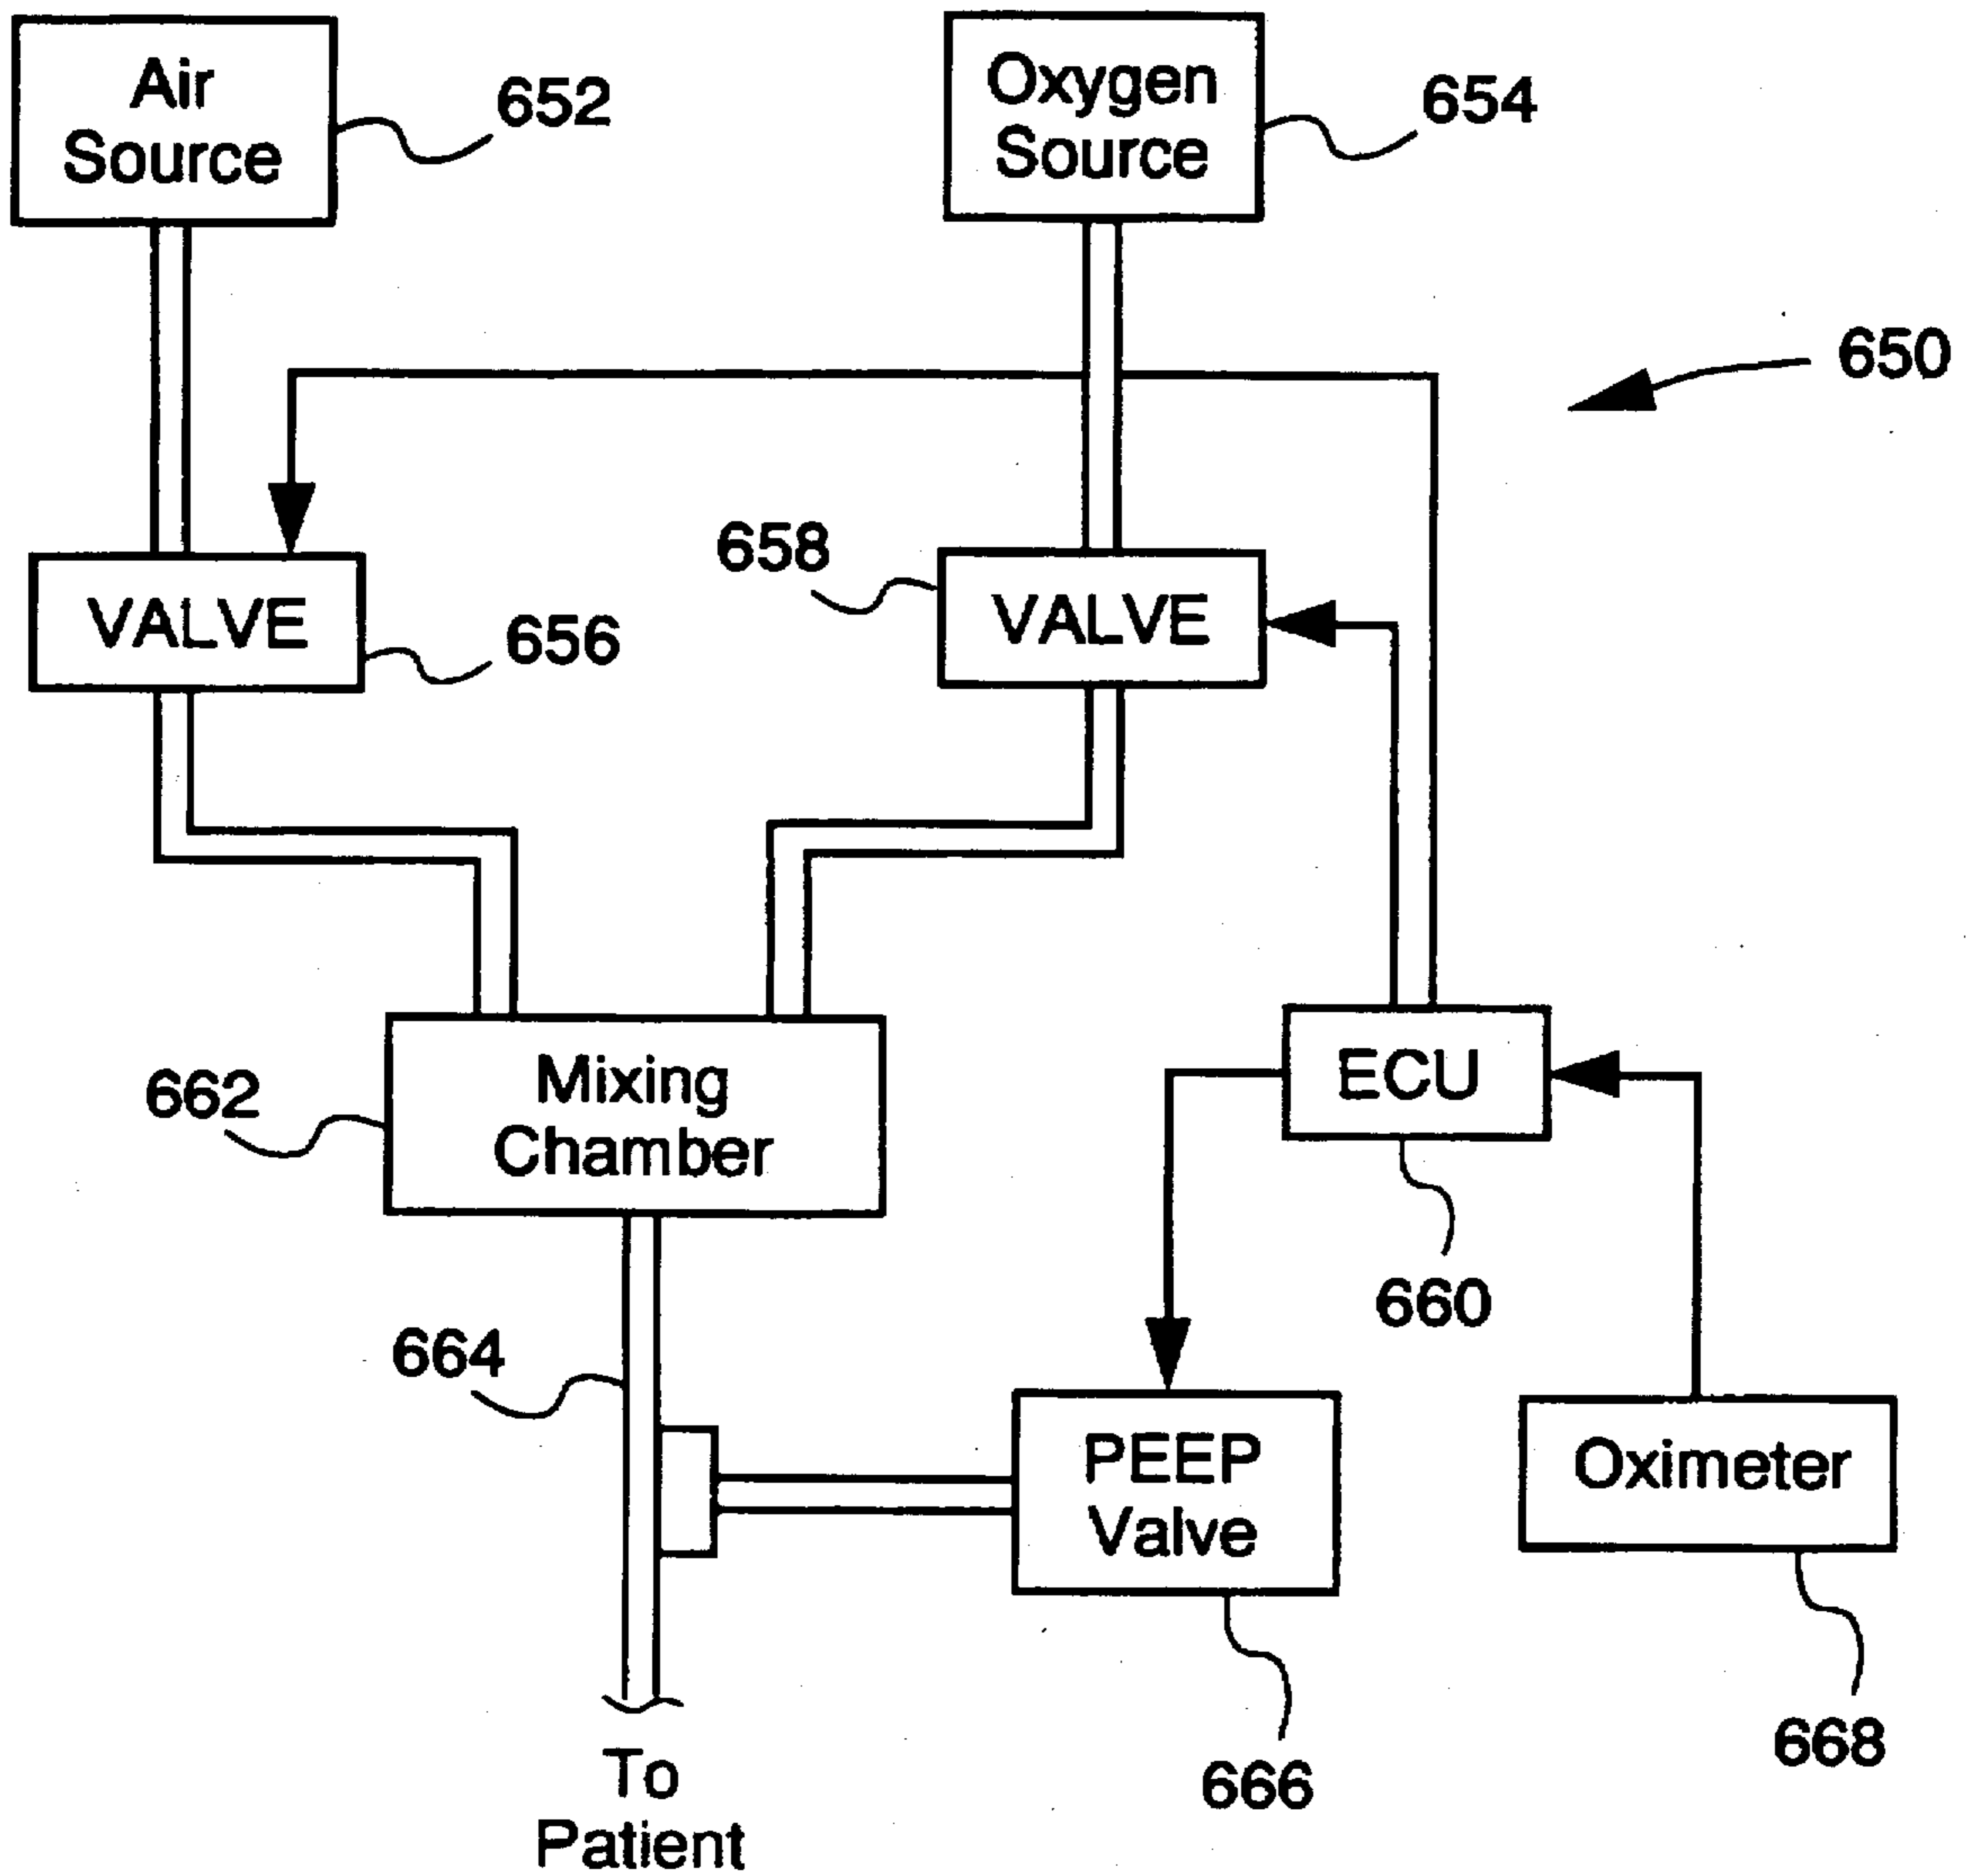 Air
Source
652
Oxygen
Source
654
650
VALVE
656
658
VALVE
662
Mixing
Chamber
ECU
660
664
PEEP
Valve
Oximeter
666
668
To
Patient